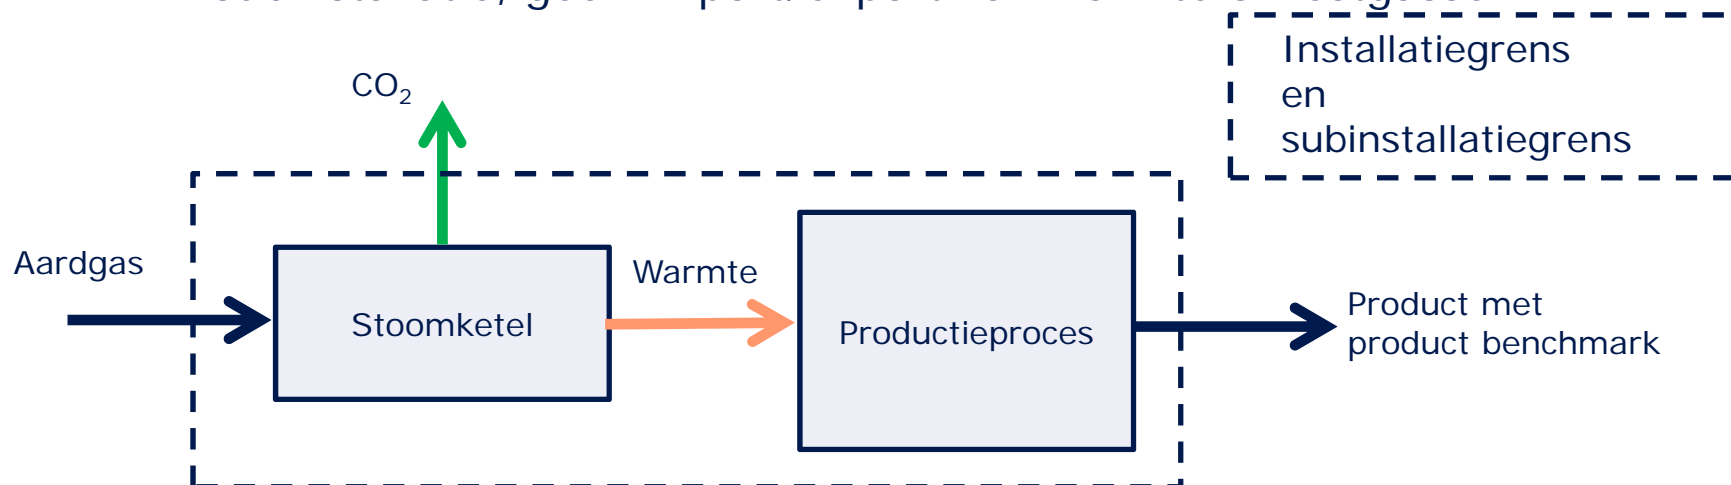 Installatiegrens
en
subinstallatiegrens
CO₂
Aardgas
Stoomketel
Warmte
Productieproces
Product met
product benchmark